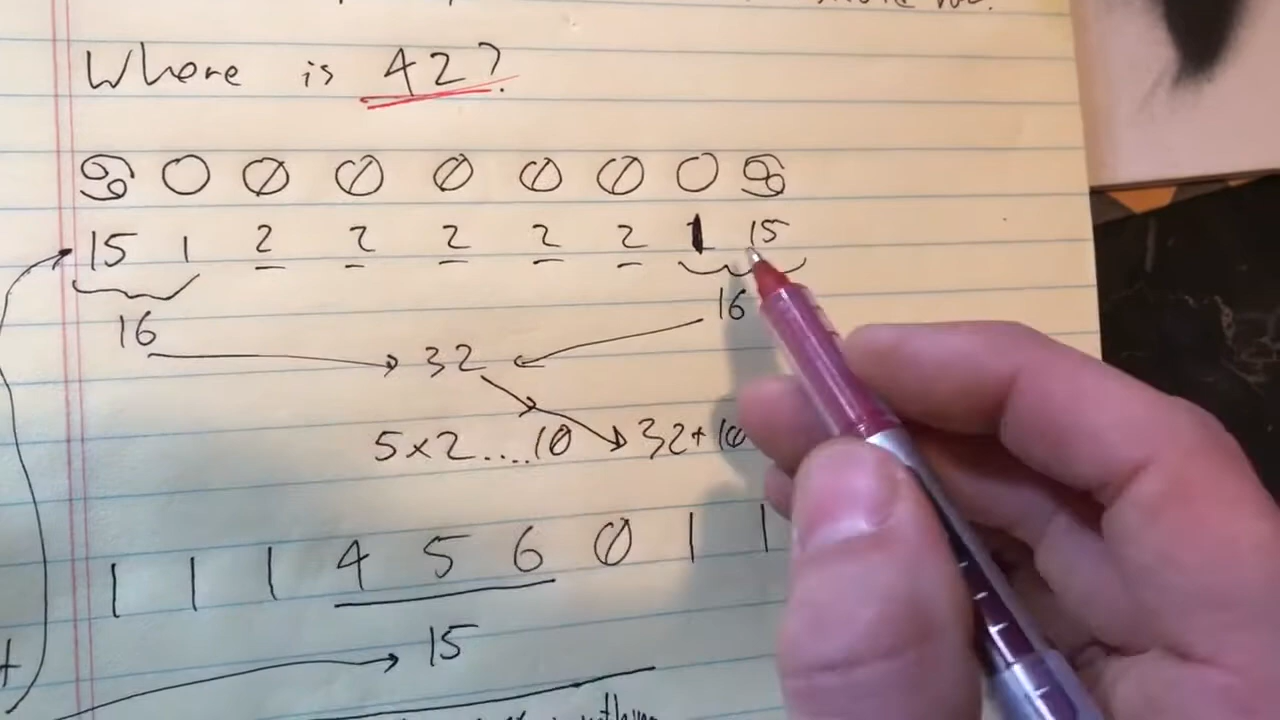 Where is 42?
♋ 0 ∅ ∅ ∅ ∅ ∅ 0 ♋
15 1 2 2 2 2 2 1 15
16 16
32
5×2....10 32+10
1 1 1 4 5 6 ∅ 1 1
15